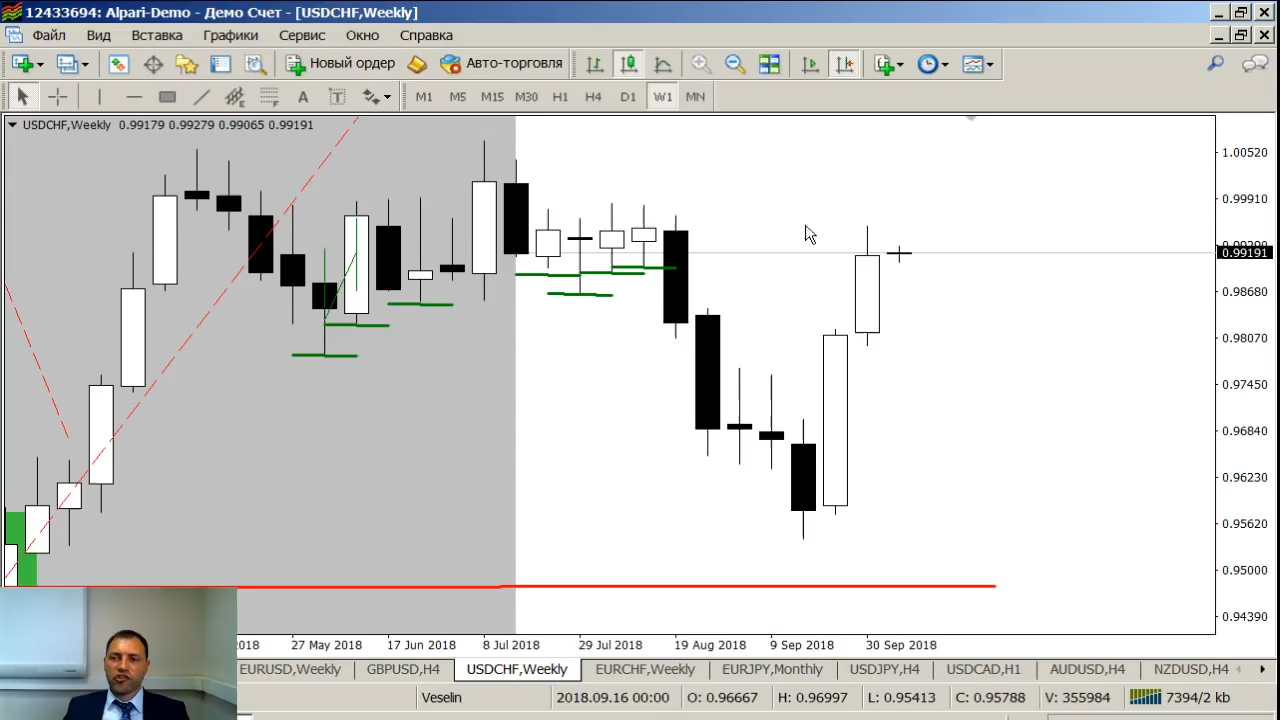 12433694: Alpari-Demo - Демо Счет - [USDCHF,Weekly]
Файл Вид Вставка Графики Сервис Окно Справка
Новый ордер Авто-торговля
A T M1 M5 M15 M30 H1 H4 D1 W1 MN
USDCHF,Weekly 0.99179 0.99279 0.99065 0.99191
1.00520
0.99910
0.99191
0.98680
0.98070
0.97450
0.96840
0.96230
0.95620
0.95000
0.94390
2018 27 May 2018 17 Jun 2018 8 Jul 2018 29 Jul 2018 19 Aug 2018 9 Sep 2018 30 Sep 2018
EURUSD,Weekly GBPUSD,H4 USDCHF,Weekly EURCHF,Weekly EURJPY,Monthly USDJPY,H4 USDCAD,H1 AUDUSD,H4 NZDUSD,H4
Veselin 2018.09.16 00:00 O: 0.96667 H: 0.96997 L: 0.95413 C: 0.95788 V: 355984 7394/2 kb